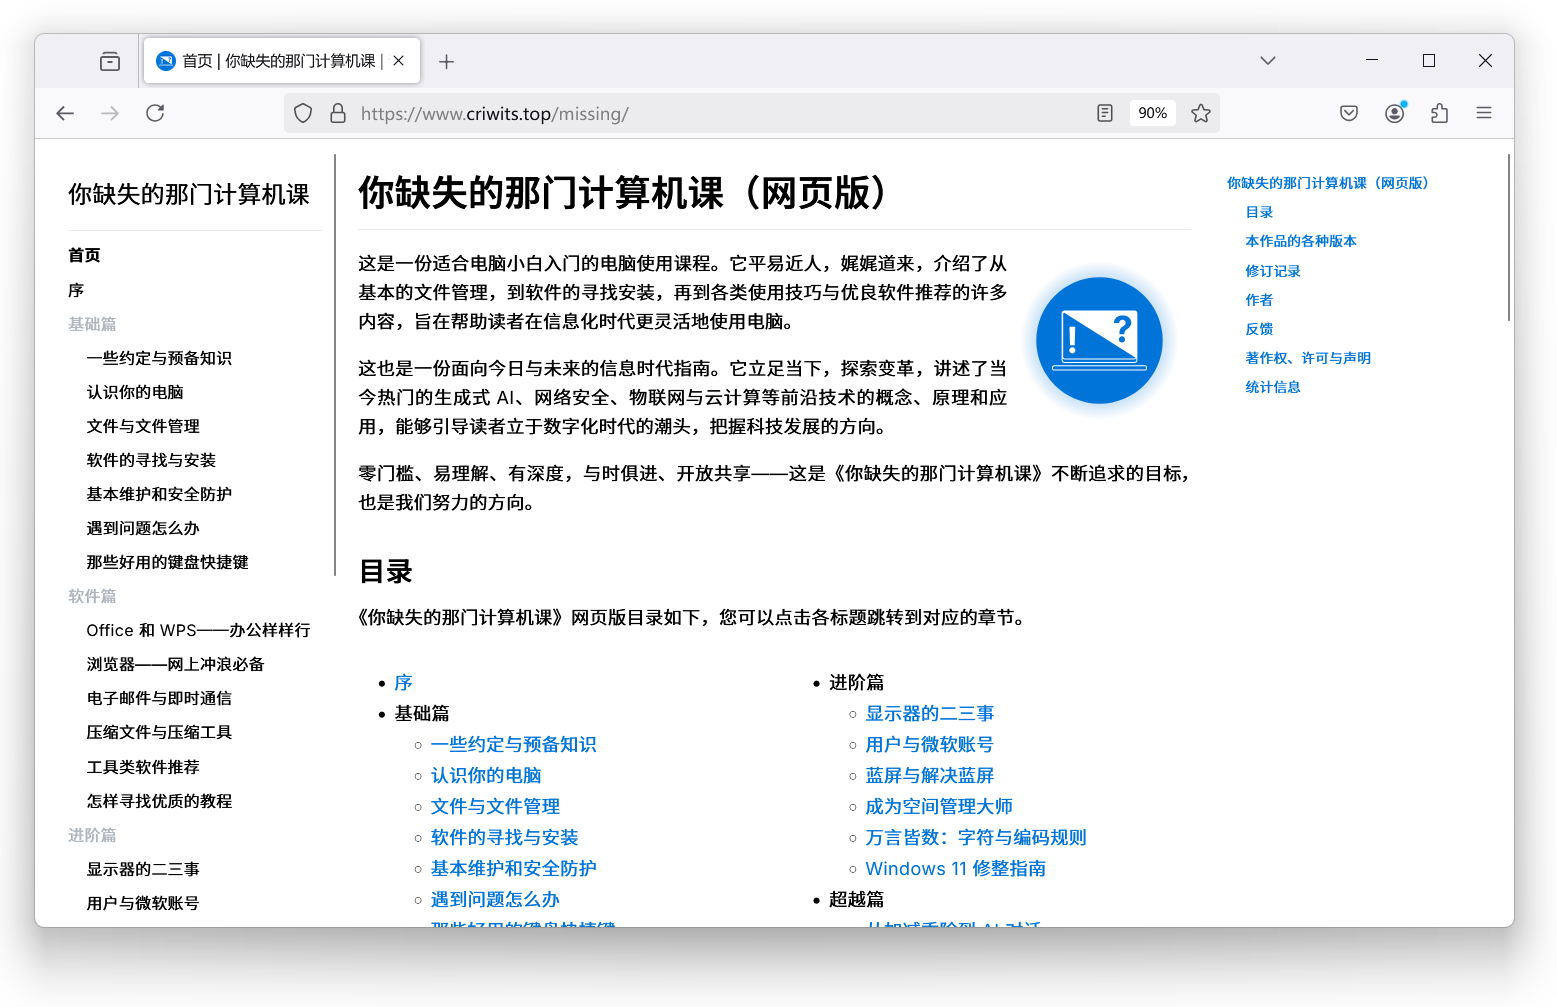 首页 | 你缺失的那门计算机课 |
https://www.criwits.top/missing/
90%
你缺失的那门计算机课
首页
序
基础篇
一些约定与预备知识
认识你的电脑
文件与文件管理
软件的寻找与安装
基本维护和安全防护
遇到问题怎么办
那些好用的键盘快捷键
软件篇
Office 和 WPS——办公样样行
浏览器——网上冲浪必备
电子邮件与即时通信
压缩文件与压缩工具
工具类软件推荐
怎样寻找优质的教程
进阶篇
显示器的二三事
用户与微软账号
你缺失的那门计算机课（网页版）
这是一份适合电脑小白入门的电脑使用课程。它平易近人，娓娓道来，介绍了从
基本的文件管理，到软件的寻找安装，再到各类使用技巧与优良软件推荐的许多
内容，旨在帮助读者在信息化时代更灵活地使用电脑。
这也是一份面向今日与未来的信息时代指南。它立足当下，探索变革，讲述了当
今热门的生成式 AI、网络安全、物联网与云计算等前沿技术的概念、原理和应
用，能够引导读者立于数字化时代的潮头，把握科技发展的方向。
! ?
零门槛、易理解、有深度，与时俱进、开放共享——这是《你缺失的那门计算机课》不断追求的目标，
也是我们努力的方向。
目录
《你缺失的那门计算机课》网页版目录如下，您可以点击各标题跳转到对应的章节。
序
基础篇
一些约定与预备知识
认识你的电脑
文件与文件管理
软件的寻找与安装
基本维护和安全防护
遇到问题怎么办
那些好用的键盘快捷键
进阶篇
显示器的二三事
用户与微软账号
蓝屏与解决蓝屏
成为空间管理大师
万言皆数：字符与编码规则
Windows 11 修整指南
超越篇
从加减乘除到 AI 对话
你缺失的那门计算机课（网页版）
目录
本作品的各种版本
修订记录
作者
反馈
著作权、许可与声明
统计信息